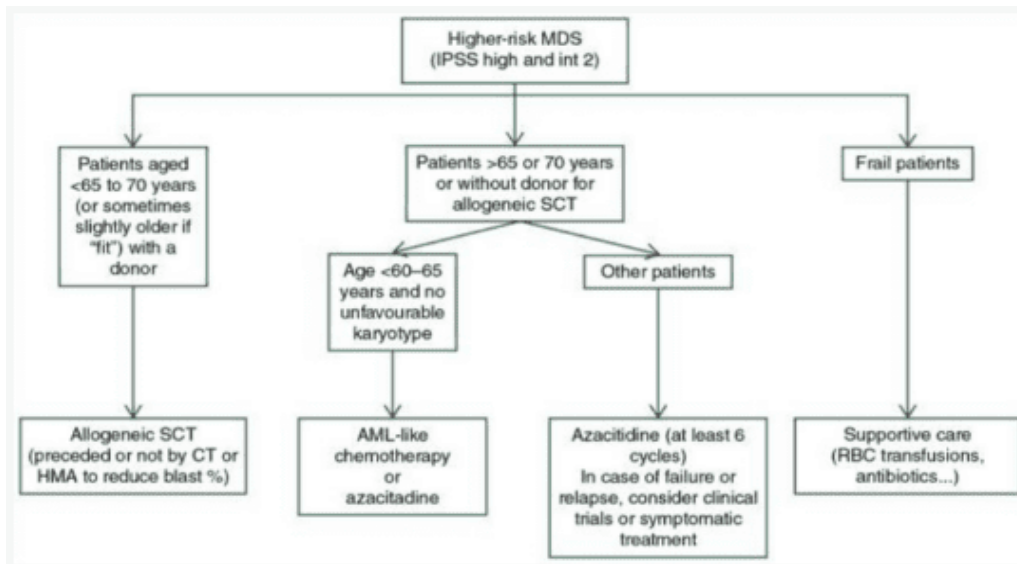 Higher-risk MDS
(IPSS high and int 2)
Patients aged
<65 to 70 years
(or sometimes
slightly older if
“fit”) with a
donor
Patients >65 or 70 years
or without donor for
allogeneic SCT
Frail patients
Age <60–65
years and no
unfavourable
karyotype
Other patients
Allogeneic SCT
(preceded or not by CT or
HMA to reduce blast %)
AML-like
chemotherapy
or
azacitadine
Azacitidine (at least 6
cycles)
In case of failure or
relapse, consider clinical
trials or symptomatic
treatment
Supportive care
(RBC transfusions,
antibiotics...)